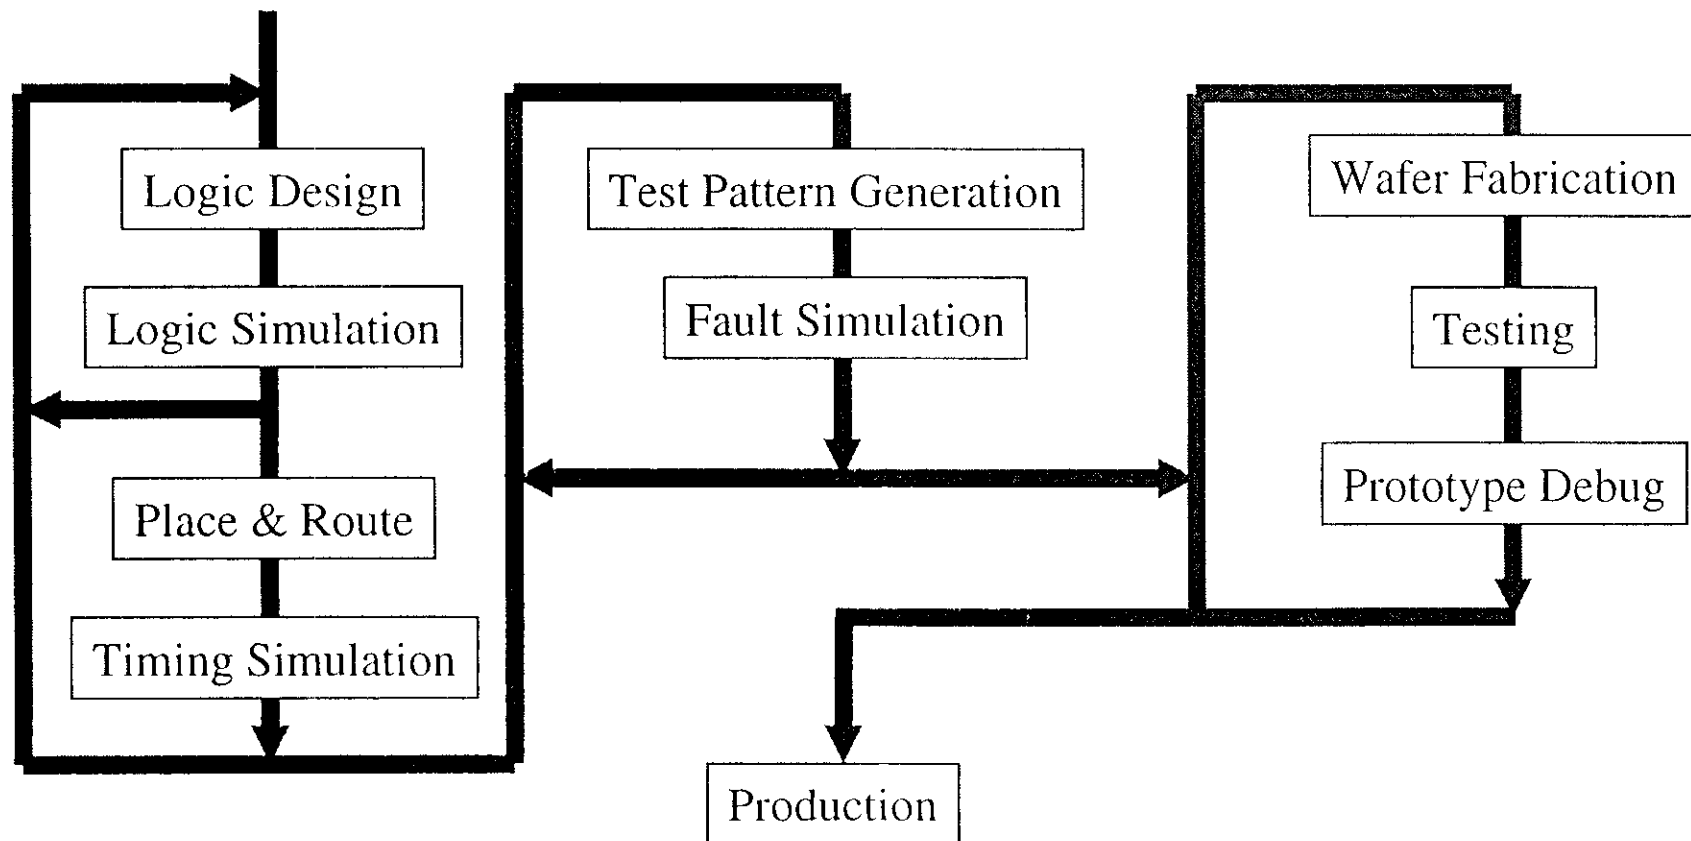 Logic Design
Logic Simulation
Place & Route
Timing Simulation
Test Pattern Generation
Fault Simulation
Wafer Fabrication
Testing
Prototype Debug
Production